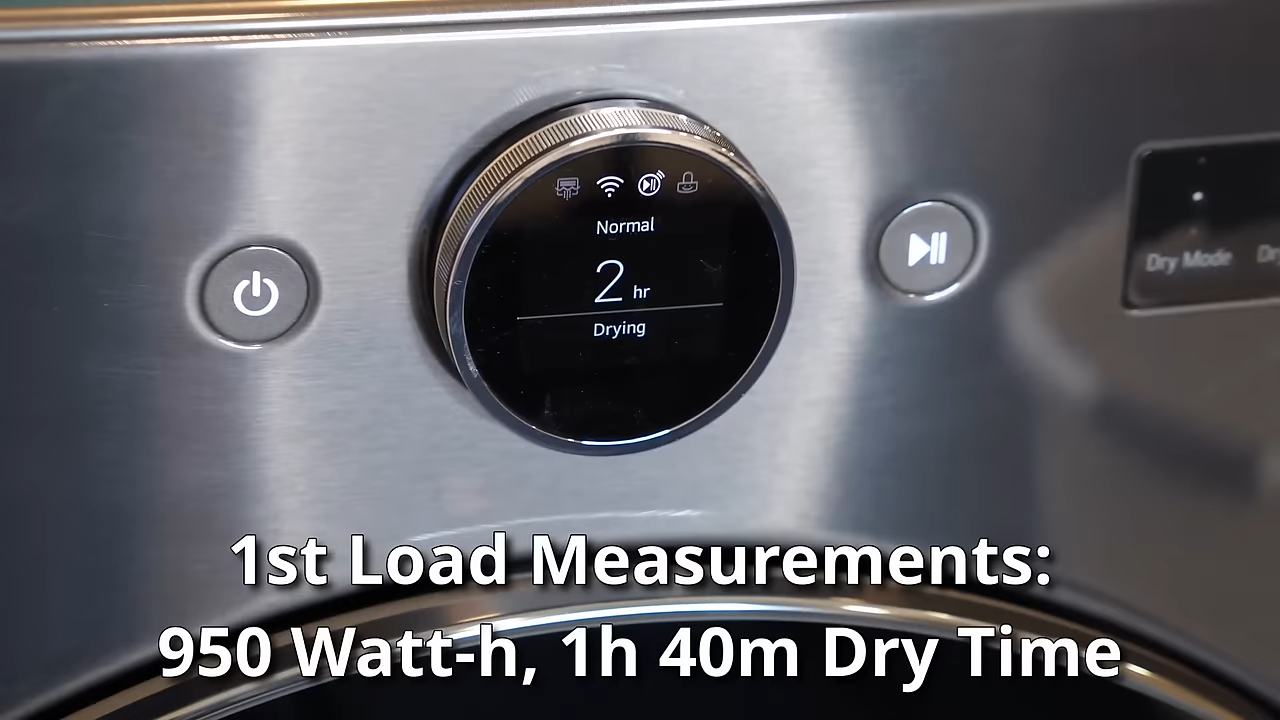 Normal
2 hr
Drying
Dry Mode
1st Load Measurements:
950 Watt-h, 1h 40m Dry Time